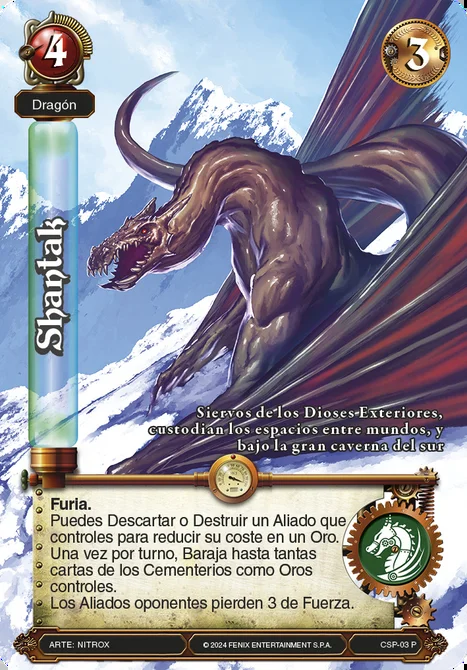 4
3
Dragón
Shantak
Siervos de los Dioses Exteriores,
custodian los espacios entre mundos, y
bajo la gran caverna del sur
Furia.
Puedes Descartar o Destruir un Aliado que
controles para reducir su coste en un Oro.
Una vez por turno, Baraja hasta tantas
cartas de los Cementerios como Oros
controles.
Los Aliados oponentes pierden 3 de Fuerza.
ARTE: NITROX
© 2024 FENIX ENTERTAINMENT S.P.A.
CSP-03 P